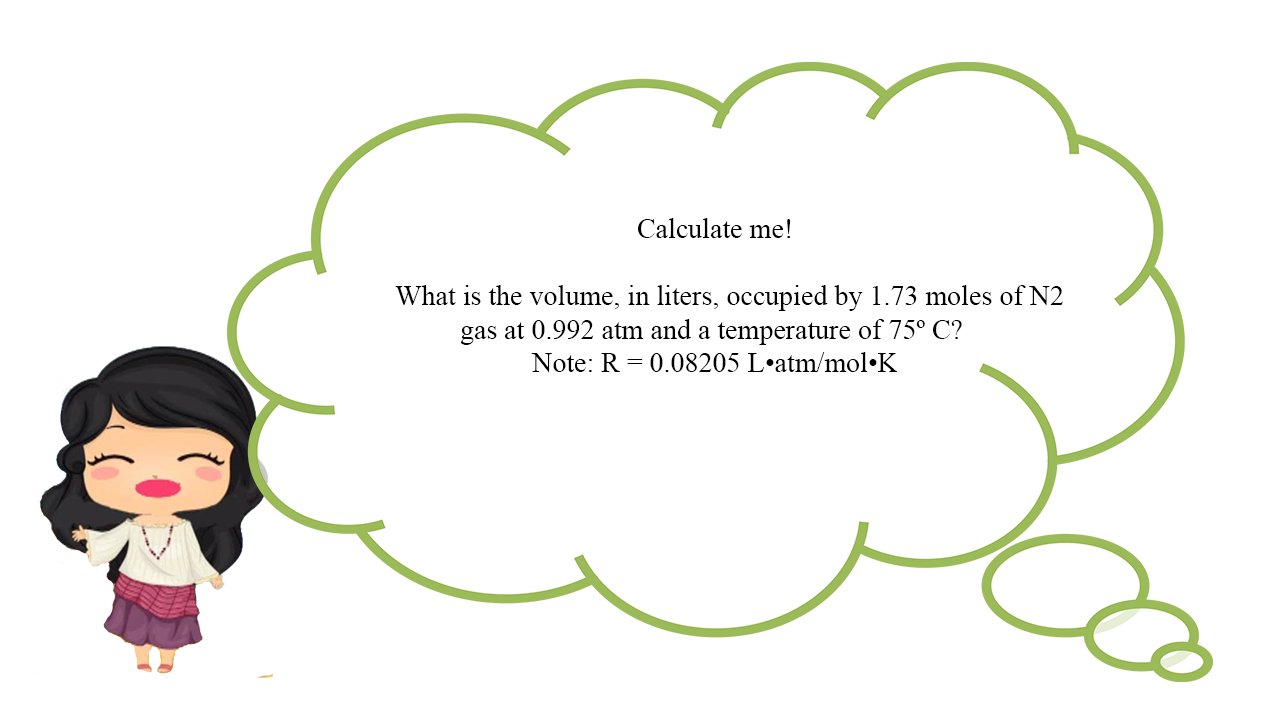 Calculate me!
What is the volume, in liters, occupied by 1.73 moles of N2
gas at 0.992 atm and a temperature of 75º C?
Note: R = 0.08205 L•atm/mol•K